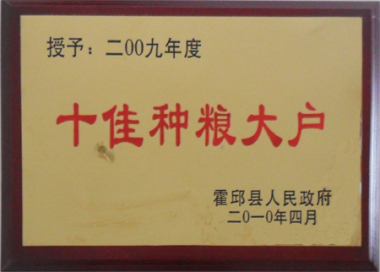 授予：二00九年度
十佳种粮大户
霍邱县人民政府
二0一0年四月